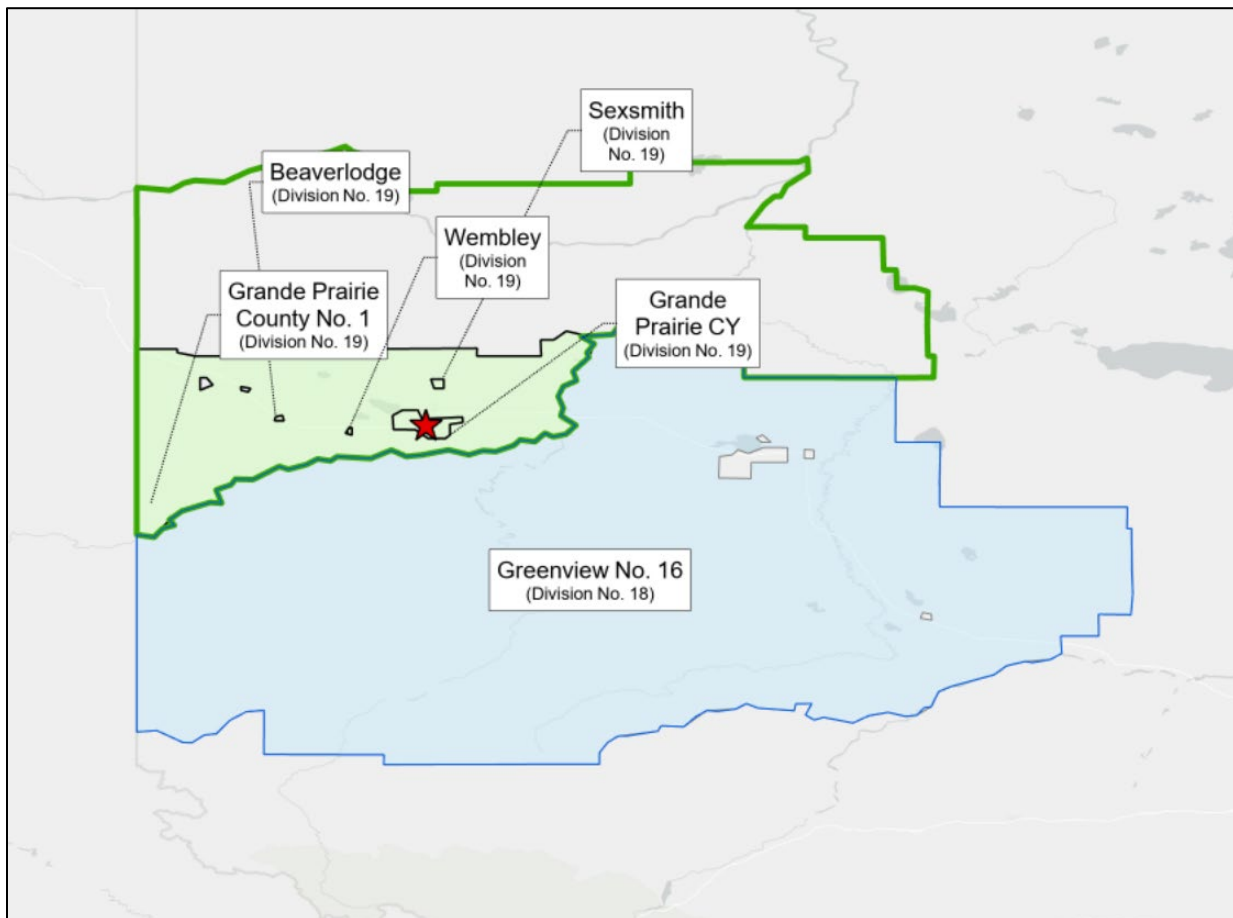 Sexsmith
(Division
No. 19)
Beaverlodge
(Division No. 19)
Wembley
(Division
No. 19)
Grande Prairie
County No. 1
(Division No. 19)
Grande
Prairie CY
(Division No. 19)
Greenview No. 16
(Division No. 18)